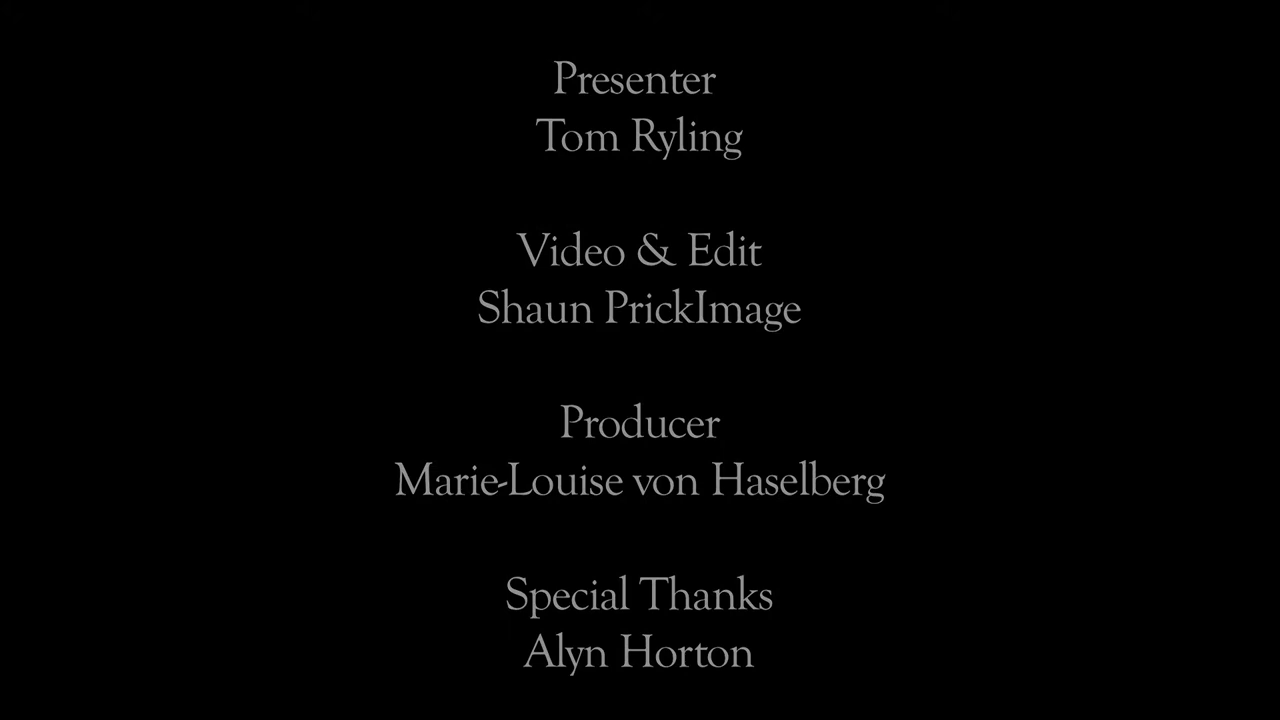 Presenter
Tom Ryling
Video & Edit
Shaun PrickImage
Producer
Marie-Louise von Haselberg
Special Thanks
Alyn Horton